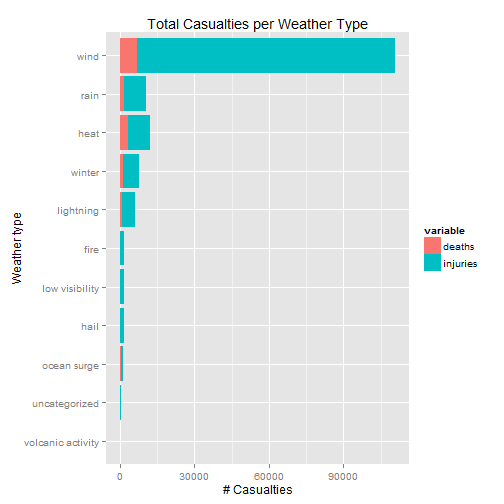 Total Casualties per Weather Type
wind
rain
heat
winter
lightning
fire
low visibility
hail
ocean surge
uncategorized
volcanic activity
Weather type
0 30000 60000 90000
# Casualties
variable
deaths
injuries